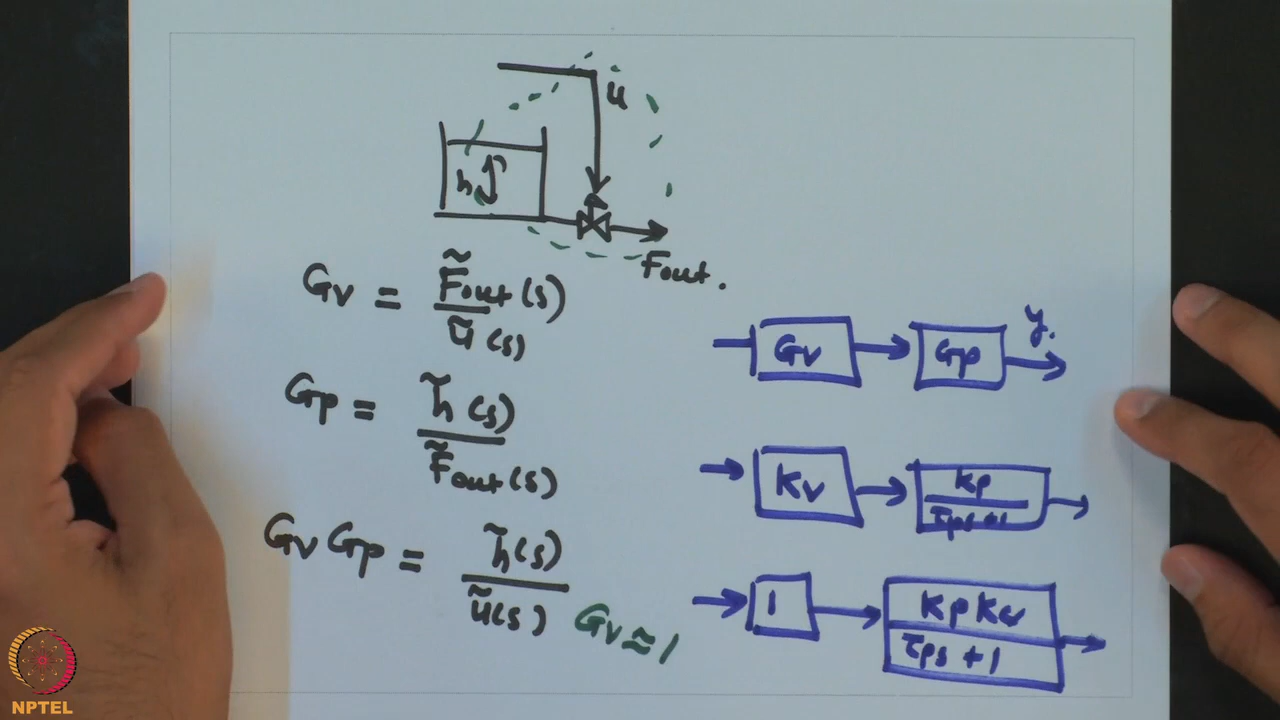 u
h
Fout.
Gv = F̃out(s) / ũ(s)
Gp = h̃(s) / F̃out(s)
GvGp = h̃(s) / ũ(s)
Gv ≈ 1
Gv Gp y.
Kv Kp / τps+1
1 KpKv / τps+1
NPTEL